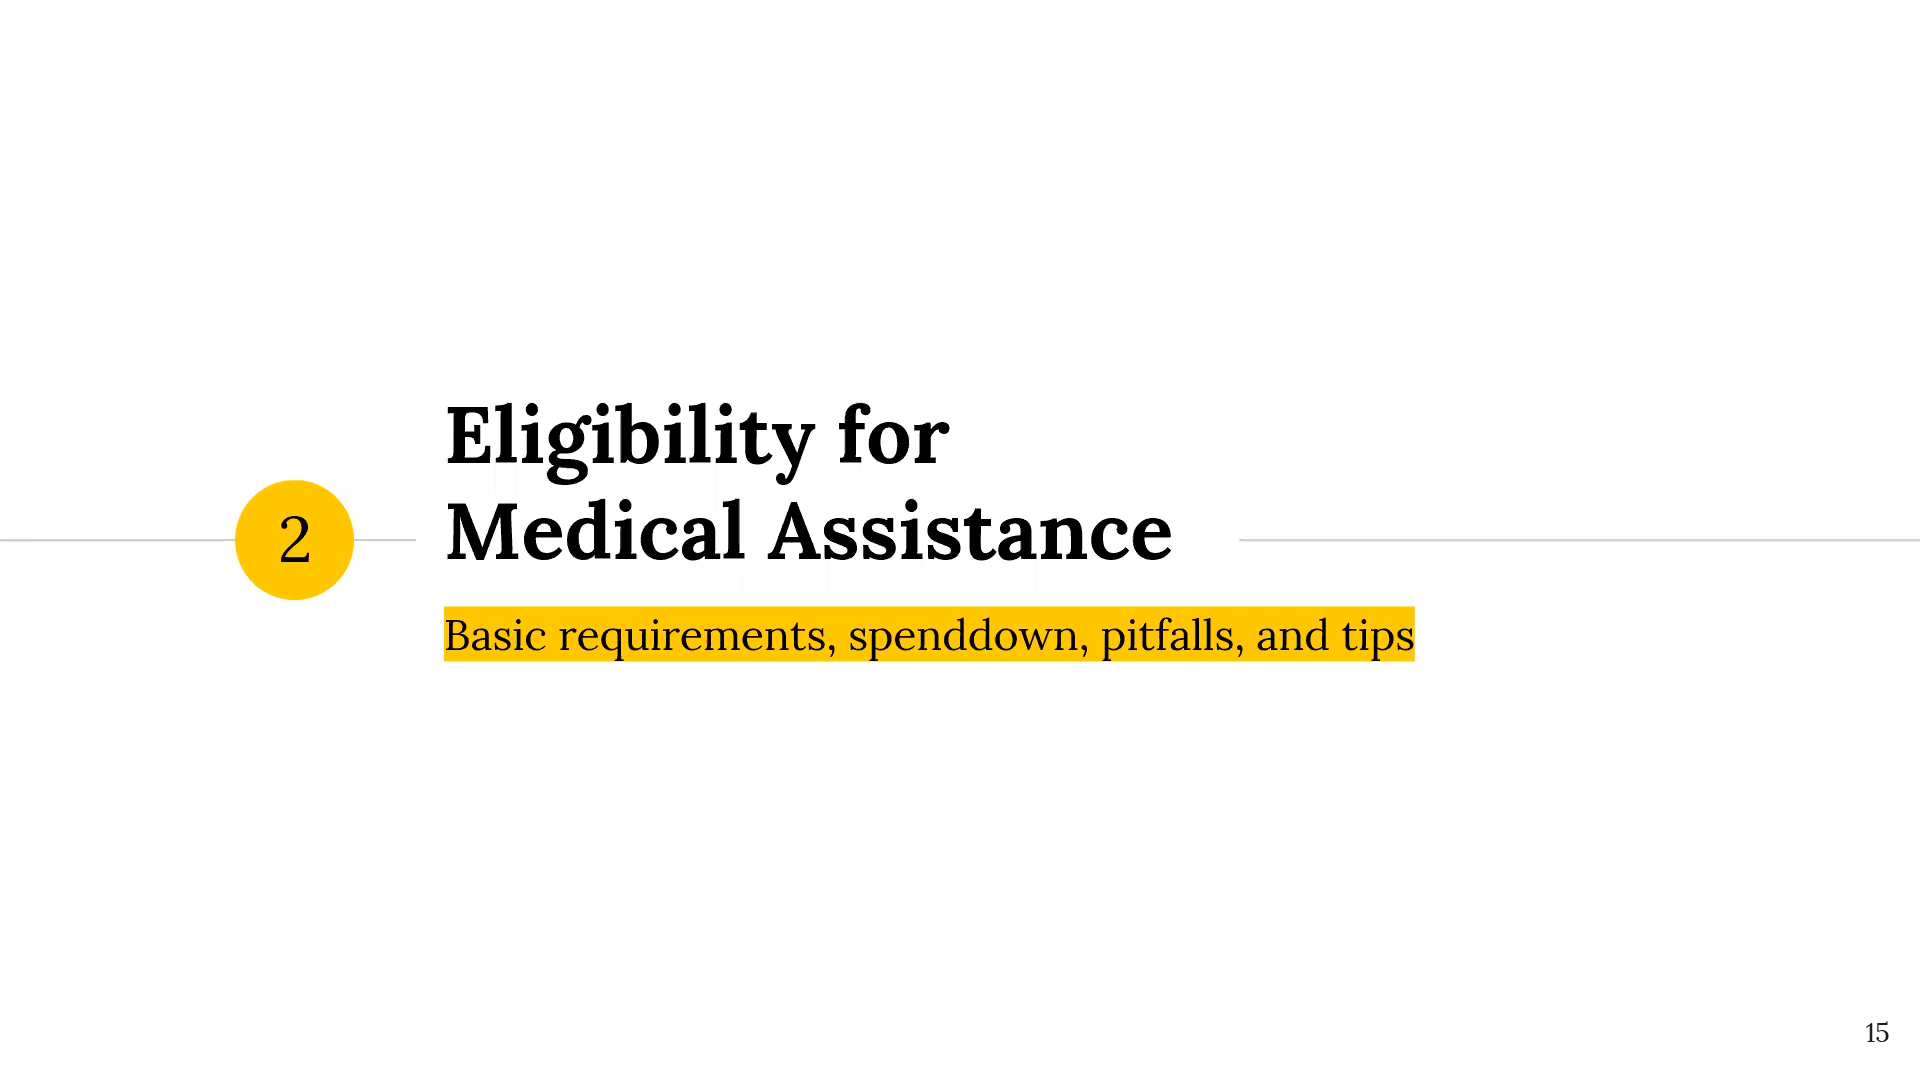 Eligibility for
Medical Assistance
2
Basic requirements, spenddown, pitfalls, and tips
15